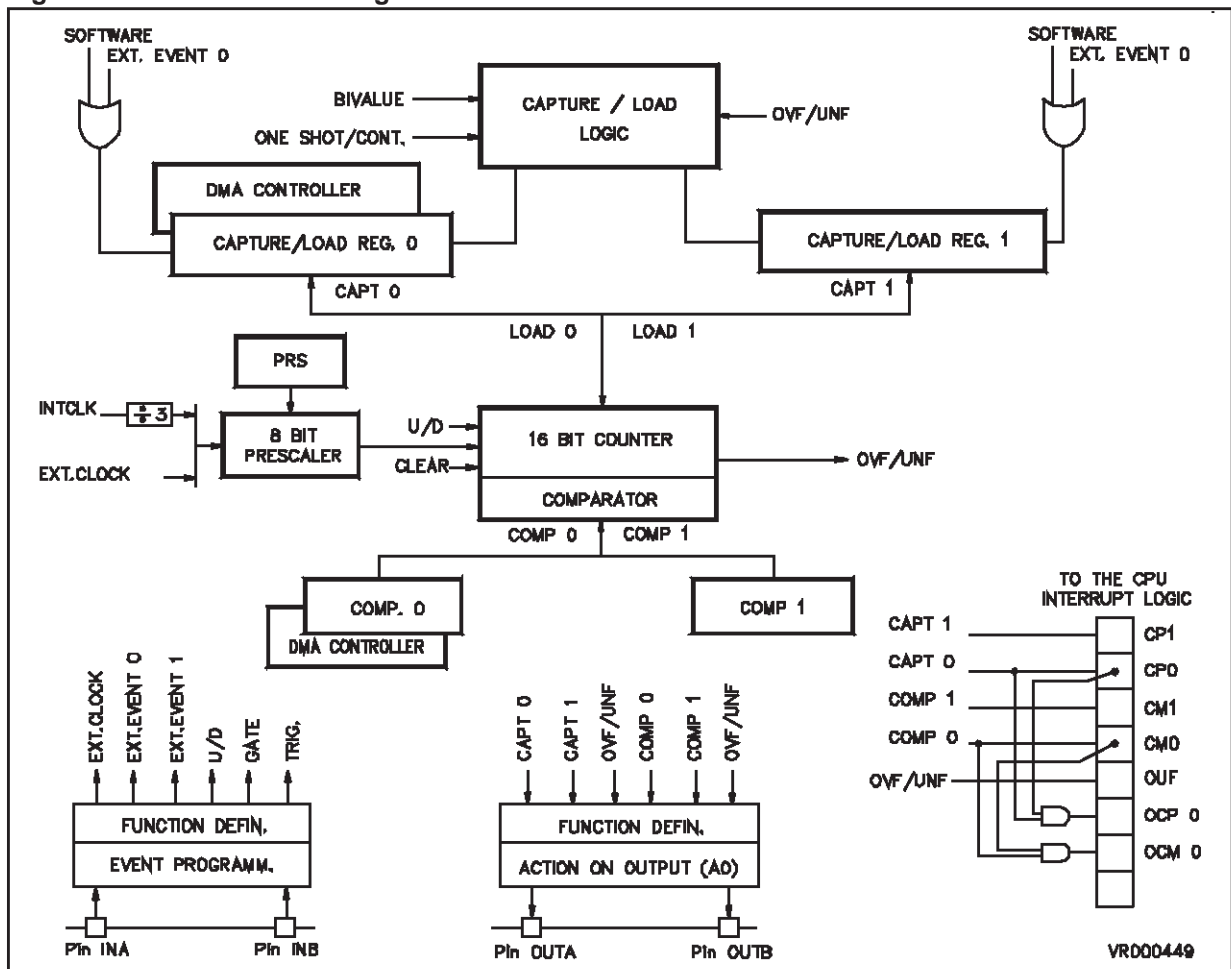 SOFTWARE
EXT. EVENT 0
SOFTWARE
EXT. EVENT 0
BIVALUE
ONE SHOT/CONT.
CAPTURE / LOAD
LOGIC
OVF/UNF
DMA CONTROLLER
CAPTURE/LOAD REG. 0
CAPTURE/LOAD REG. 1
CAPT 0
CAPT 1
LOAD 0
LOAD 1
PRS
INTCLK
÷ 3
8 BIT
PRESCALER
EXT.CLOCK
U/D
CLEAR
16 BIT COUNTER
COMPARATOR
OVF/UNF
COMP 0
COMP 1
COMP. 0
DMA CONTROLLER
COMP 1
TO THE CPU
INTERRUPT LOGIC
CAPT 1
CP1
CAPT 0
CP0
COMP 1
CM1
COMP 0
CM0
OVF/UNF
OUF
OCP 0
OCM 0
EXT.CLOCK
EXT.EVENT 0
EXT.EVENT 1
U/D
GATE
TRIG.
FUNCTION DEFIN.
EVENT PROGRAMM.
Pin INA
Pin INB
CAPT 0
CAPT 1
OVF/UNF
COMP 0
COMP 1
OVF/UNF
FUNCTION DEFIN.
ACTION ON OUTPUT (AO)
Pin OUTA
Pin OUTB
VR000449